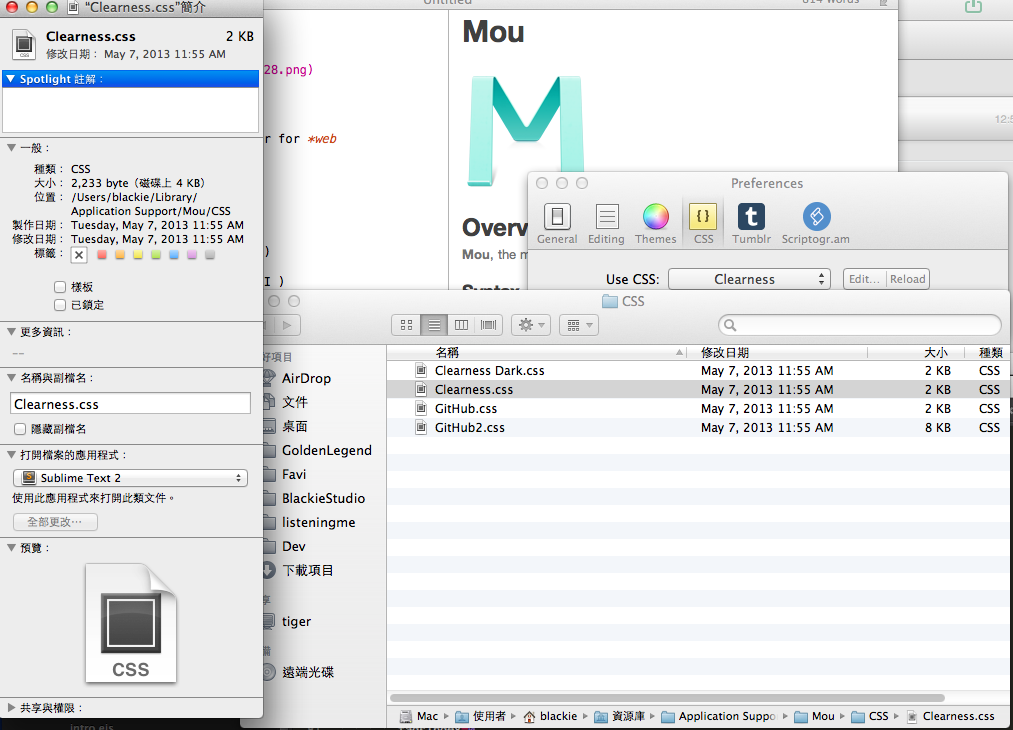 “Clearness.css”簡介
Clearness.css 2 KB
修改日期： May 7, 2013 11:55 AM
Spotlight 註解：
一般：
種類： CSS
大小： 2,233 byte（磁碟上 4 KB）
位置： /Users/blackie/Library/
Application Support/Mou/CSS
製作日期： Tuesday, May 7, 2013 11:55 AM
修改日期： Tuesday, May 7, 2013 11:55 AM
標籤：
樣板
已鎖定
更多資訊：
--
名稱與副檔名：
Clearness.css
隱藏副檔名
打開檔案的應用程式：
Sublime Text 2
使用此應用程式來打開此類文件。
全部更改…
預覽：
CSS
共享與權限：
intro.ejs
Untitled
814 Words
28.png)
r for *web
)
I )
Mou
Overv
Mou, the m
Syntax
12:5
Preferences
General Editing Themes CSS Tumblr Scriptogr.am
Use CSS: Clearness Edit... Reload
CSS
好項目
AirDrop
文件
桌面
GoldenLegend
Favi
BlackieStudio
listeningme
Dev
下載項目
享
tiger
備
遠端光碟
名稱 修改日期 大小 種類
Clearness Dark.css May 7, 2013 11:55 AM 2 KB CSS
Clearness.css May 7, 2013 11:55 AM 2 KB CSS
GitHub.css May 7, 2013 11:55 AM 2 KB CSS
GitHub2.css May 7, 2013 11:55 AM 8 KB CSS
Mac ▸ 使用者 ▸ blackie ▸ 資源庫 ▸ Application Suppo ▸ Mou ▸ CSS ▸ Clearness.css